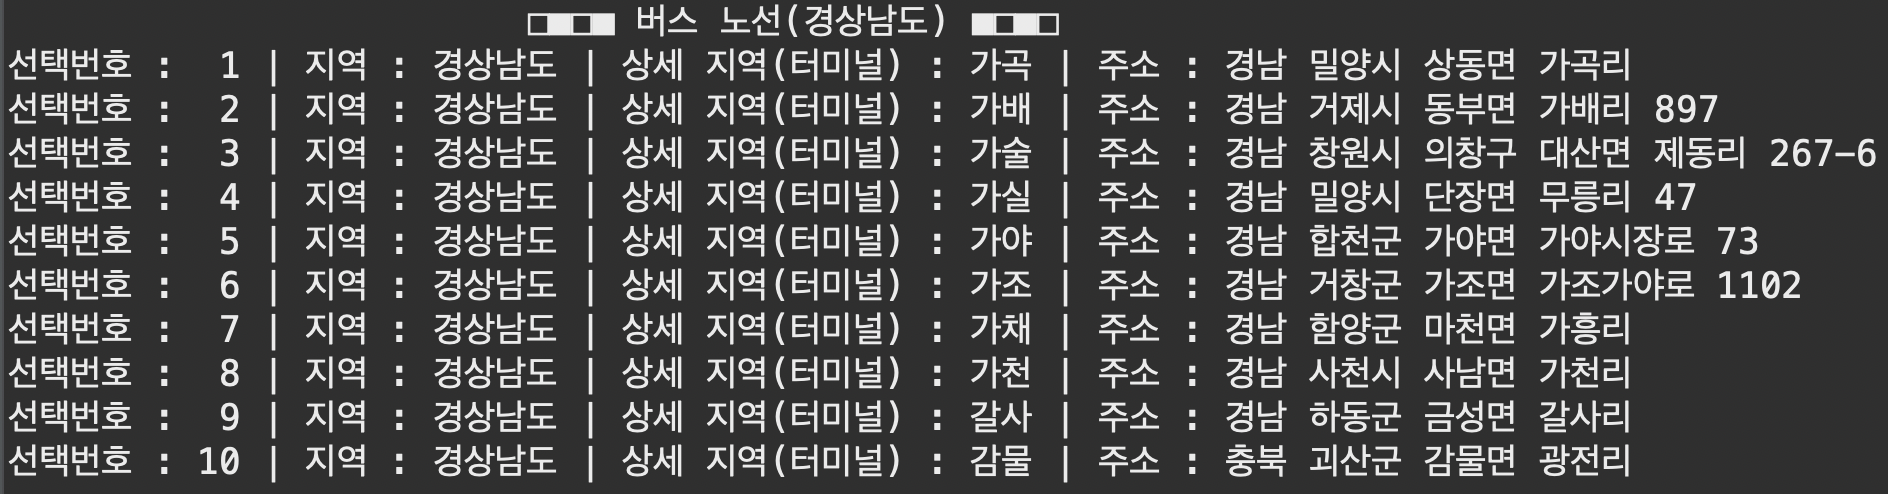 □■□■ 버스 노선(경상남도) ■□■□
선택번호 :  1 | 지역 : 경상남도 | 상세 지역(터미널) : 가곡 | 주소 : 경남 밀양시 상동면 가곡리
선택번호 :  2 | 지역 : 경상남도 | 상세 지역(터미널) : 가배 | 주소 : 경남 거제시 동부면 가배리 897
선택번호 :  3 | 지역 : 경상남도 | 상세 지역(터미널) : 가술 | 주소 : 경남 창원시 의창구 대산면 제동리 267-6
선택번호 :  4 | 지역 : 경상남도 | 상세 지역(터미널) : 가실 | 주소 : 경남 밀양시 단장면 무릉리 47
선택번호 :  5 | 지역 : 경상남도 | 상세 지역(터미널) : 가야 | 주소 : 경남 합천군 가야면 가야시장로 73
선택번호 :  6 | 지역 : 경상남도 | 상세 지역(터미널) : 가조 | 주소 : 경남 거창군 가조면 가조가야로 1102
선택번호 :  7 | 지역 : 경상남도 | 상세 지역(터미널) : 가채 | 주소 : 경남 함양군 마천면 가흥리
선택번호 :  8 | 지역 : 경상남도 | 상세 지역(터미널) : 가천 | 주소 : 경남 사천시 사남면 가천리
선택번호 :  9 | 지역 : 경상남도 | 상세 지역(터미널) : 갈사 | 주소 : 경남 하동군 금성면 갈사리
선택번호 : 10 | 지역 : 경상남도 | 상세 지역(터미널) : 감물 | 주소 : 충북 괴산군 감물면 광전리